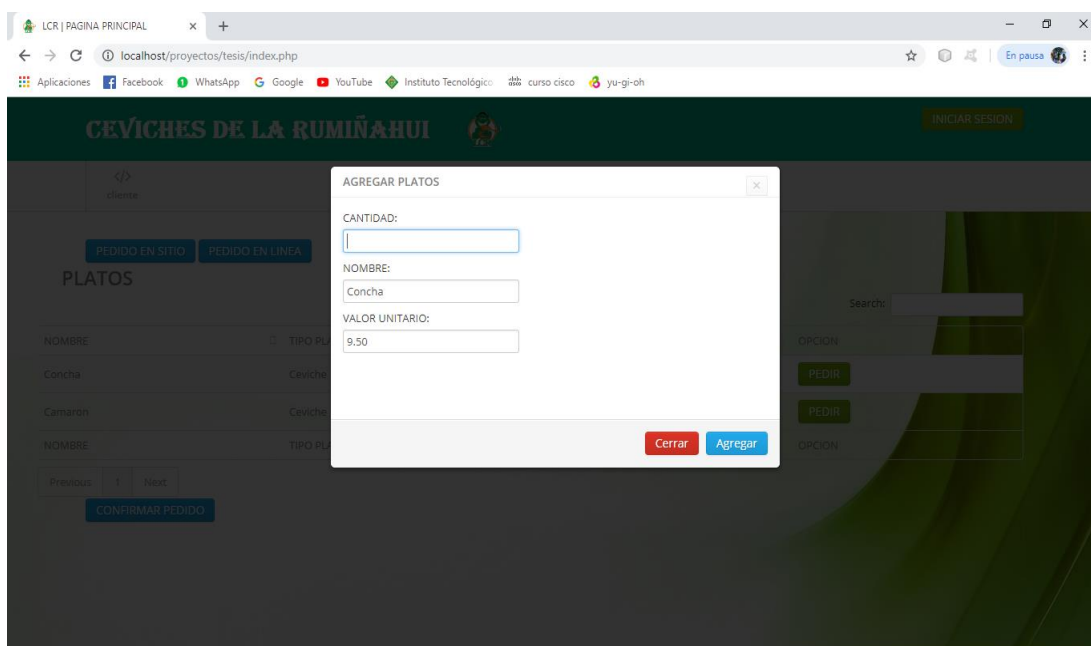 LCR | PAGINA PRINCIPAL
localhost/proyectos/tesis/index.php
En pausa
Aplicaciones Facebook WhatsApp Google YouTube Instituto Tecnológico curso cisco yu-gi-oh
CEVICHES DE LA RUMIÑAHUI
INICIAR SESION
</>
cliente
AGREGAR PLATOS
CANTIDAD:
NOMBRE:
Concha
VALOR UNITARIO:
9.50
Cerrar Agregar
PEDIDO EN SITIO PEDIDO EN LINEA
PLATOS
Search:
NOMBRE TIPO PL OPCION
Concha Ceviche PEDIR
Camaron Ceviche PEDIR
NOMBRE TIPO PL OPCION
Previous 1 Next
CONFIRMAR PEDIDO